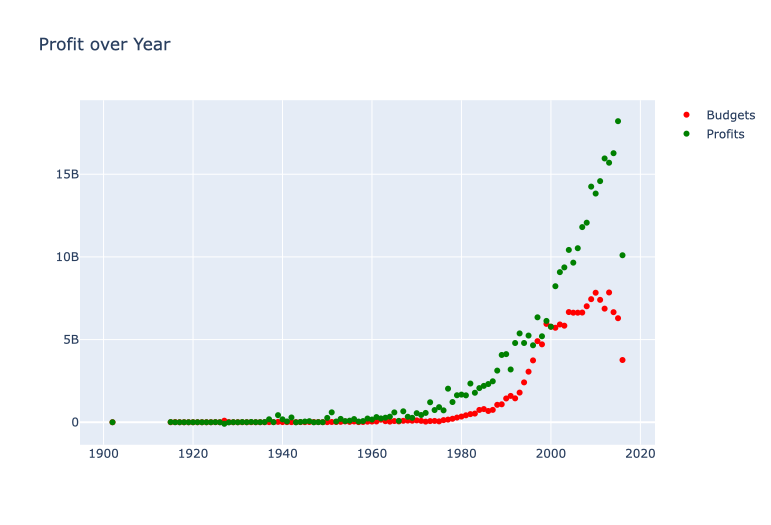 Profit over Year
Budgets
Profits
15B
10B
5B
0
1900 1920 1940 1960 1980 2000 2020